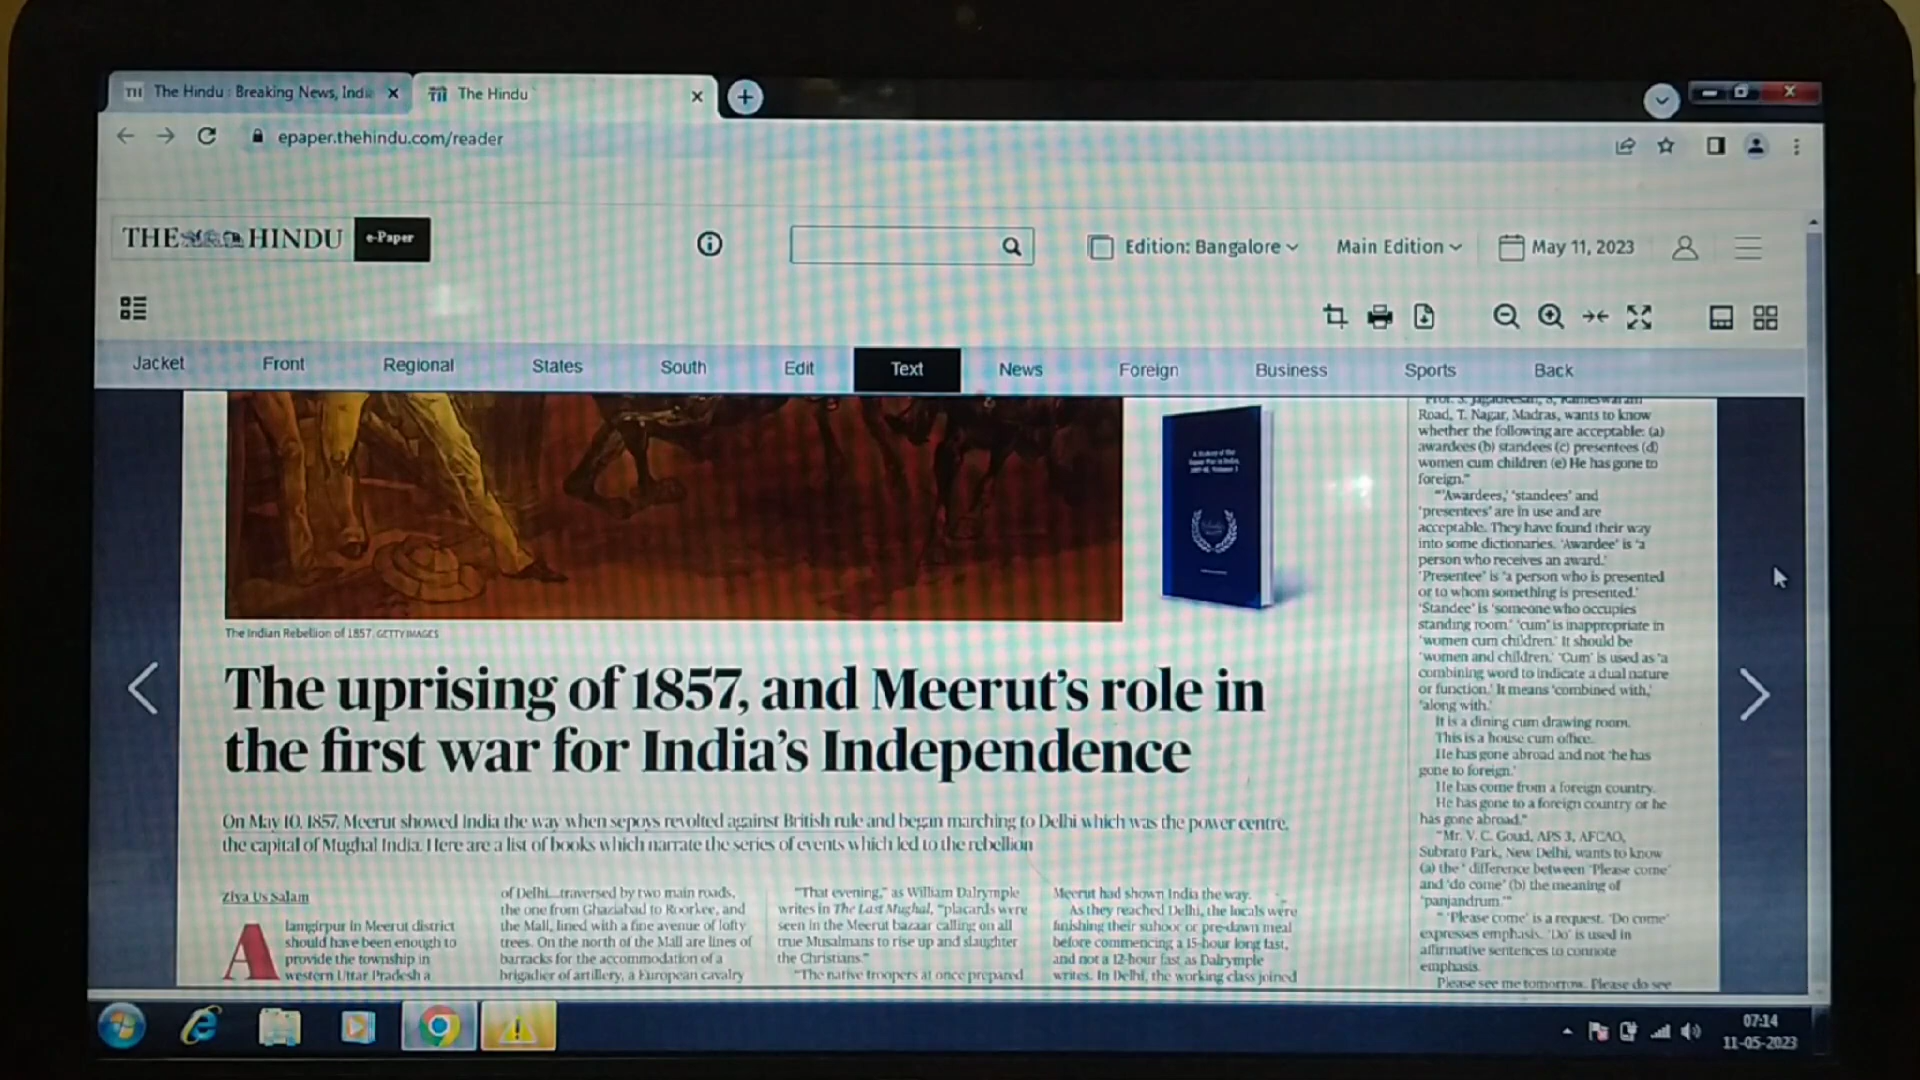 The Hindu : Breaking News, India
The Hindu
epaper.thehindu.com/reader
THE HINDU e-Paper
Edition: Bangalore
Main Edition
May 11, 2023
Jacket Front Regional States South Edit Text News Foreign Business Sports Back
The Indian Rebellion of 1857. GETTY IMAGES
The uprising of 1857, and Meerut's role in
the first war for India's Independence
On May 10, 1857, Meerut showed India the way when sepoys revolted against British rule and began marching to Delhi which was the power centre,
the capital of Mughal India. Here are a list of books which narrate the series of events which led to the rebellion
Ziya Us Salam
Alamgirpur in Meerut district
should have been enough to
provide the township in
western Uttar Pradesh a
of Delhi...traversed by two main roads,
the one from Ghaziabad to Roorkee, and
the Mall, lined with a fine avenue of lofty
trees. On the north of the Mall are lines of
barracks for the accommodation of a
brigadier of artillery, a European cavalry
"That evening," as William Dalrymple
writes in The Last Mughal, "placards were
seen in the Meerut bazaar calling on all
true Musalmans to rise up and slaughter
the Christians."
"The native troopers at once prepared
Meerut had shown India the way.
As they reached Delhi, the locals were
finishing their suhoor or pre-dawn meal
before commencing a 15-hour long fast,
and not a 12-hour fast as Dalrymple
writes. In Delhi, the working class joined
Prof. S. Jagadeesan, 8, Rameswaram
Road, T. Nagar, Madras, wants to know
whether the following are acceptable: (a)
awardees (b) standees (c) presentees (d)
women cum children (e) He has gone to
foreign."
"'Awardees,' 'standees' and
'presentees' are in use and are
acceptable. They have found their way
into some dictionaries. 'Awardee' is 'a
person who receives an award.'
'Presentee' is 'a person who is presented
or to whom something is presented.'
'Standee' is 'someone who occupies
standing room.' 'cum' is inappropriate in
'women cum children.' It should be
'women and children.' 'Cum' is used as 'a
combining word to indicate a dual nature
or function.' It means 'combined with,'
'along with.'
It is a dining cum drawing room.
This is a house cum office.
He has gone abroad and not 'he has
gone to foreign.'
He has come from a foreign country.
He has gone to a foreign country or he
has gone abroad."
"Mr. V. C. Goud, APS 3, AFCAO,
Subrato Park, New Delhi, wants to know
(a) the ' difference between 'Please come'
and 'do come' (b) the meaning of
'panjandrum.'"
" 'Please come' is a request. 'Do come'
expresses emphasis. 'Do' is used in
affirmative sentences to connote
emphasis.
Please see me tomorrow. Please do see
07:14
11-05-2023